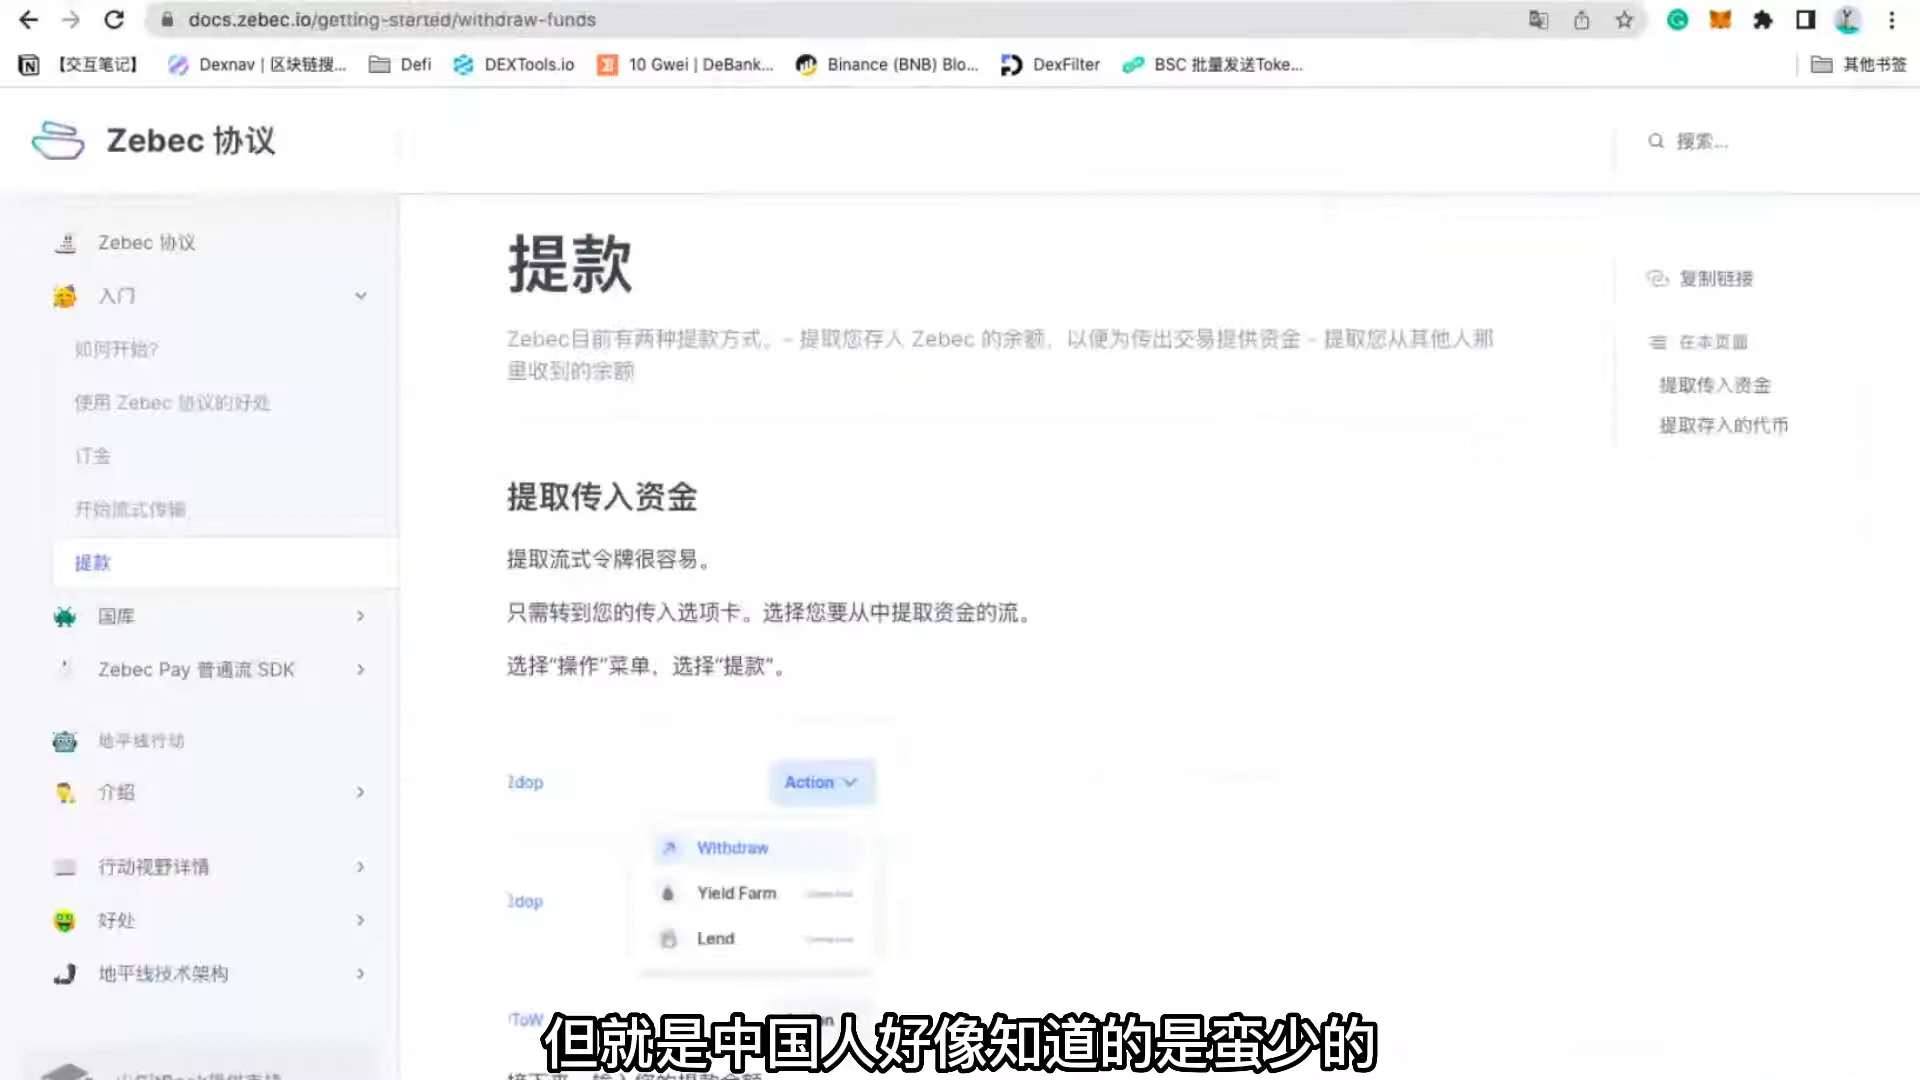 docs.zebec.io/getting-started/withdraw-funds
【交互笔记】
Dexnav | 区块链搜...
Defi
DEXTools.io
10 Gwei | DeBank...
Binance (BNB) Blo...
DexFilter
BSC 批量发送Toke...
其他书签
Zebec 协议
搜索...
Zebec 协议
入门
如何开始?
使用 Zebec 协议的好处
订金
开始流式传输
提款
国库
Zebec Pay 普通流 SDK
地平线行动
介绍
行动视野详情
好处
地平线技术架构
提款
Zebec目前有两种提款方式。- 提取您存入 Zebec 的余额，以便为传出交易提供资金 - 提取您从其他人那
里收到的余额
提取传入资金
提取流式令牌很容易。
只需转到您的传入选项卡。选择您要从中提取资金的流。
选择“操作”菜单，选择“提款”。
Action
Withdraw
Yield Farm
Lend
复制链接
在本页面
提取传入资金
提取存入的代币
但就是中国人好像知道的是蛮少的